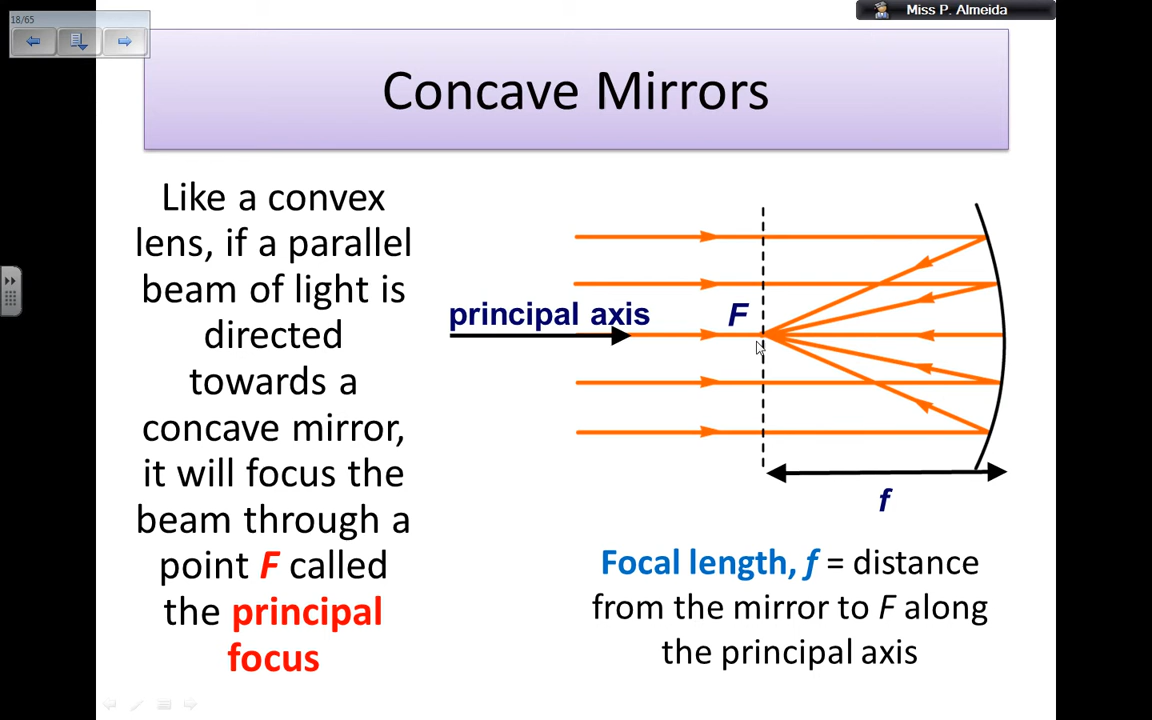 18/65
Miss P. Almeida
Concave Mirrors
Like a convex
lens, if a parallel
beam of light is
directed
towards a
concave mirror,
it will focus the
beam through a
point F called
the principal
focus
principal axis
F
f
Focal length, f = distance
from the mirror to F along
the principal axis